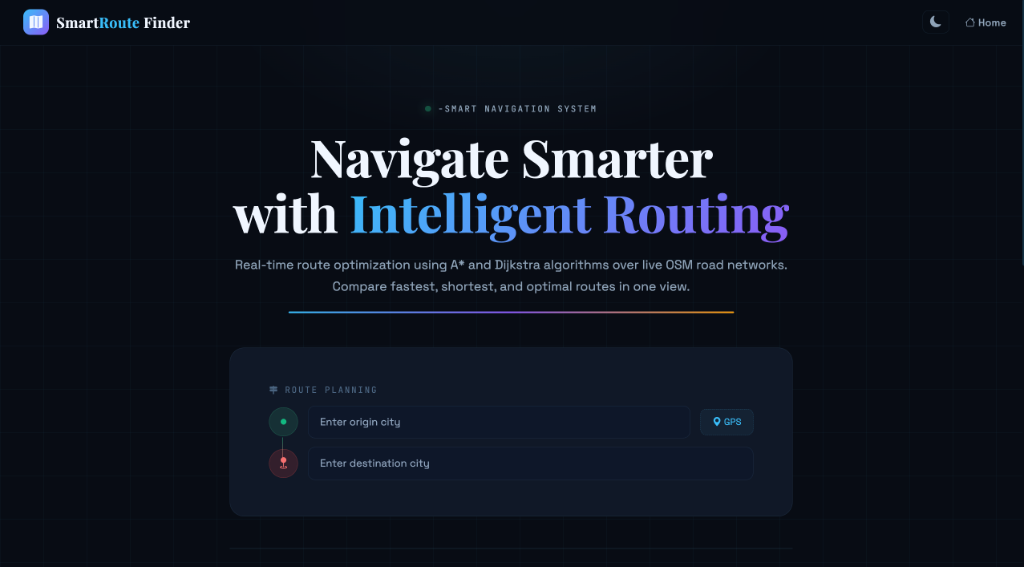 SmartRoute Finder
Home
-SMART NAVIGATION SYSTEM
Navigate Smarter
with Intelligent Routing
Real-time route optimization using A* and Dijkstra algorithms over live OSM road networks.
Compare fastest, shortest, and optimal routes in one view.
ROUTE PLANNING
Enter origin city
GPS
Enter destination city